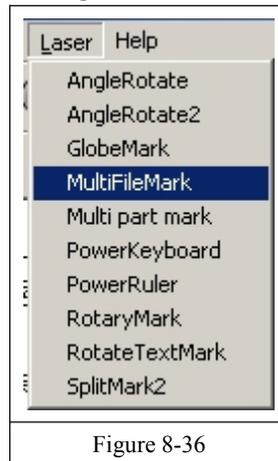 Laser Help
AngleRotate
AngleRotate2
GlobeMark
MultiFileMark
Multi part mark
PowerKeyboard
PowerRuler
RotaryMark
RotateTextMark
SplitMark2
Figure 8-36